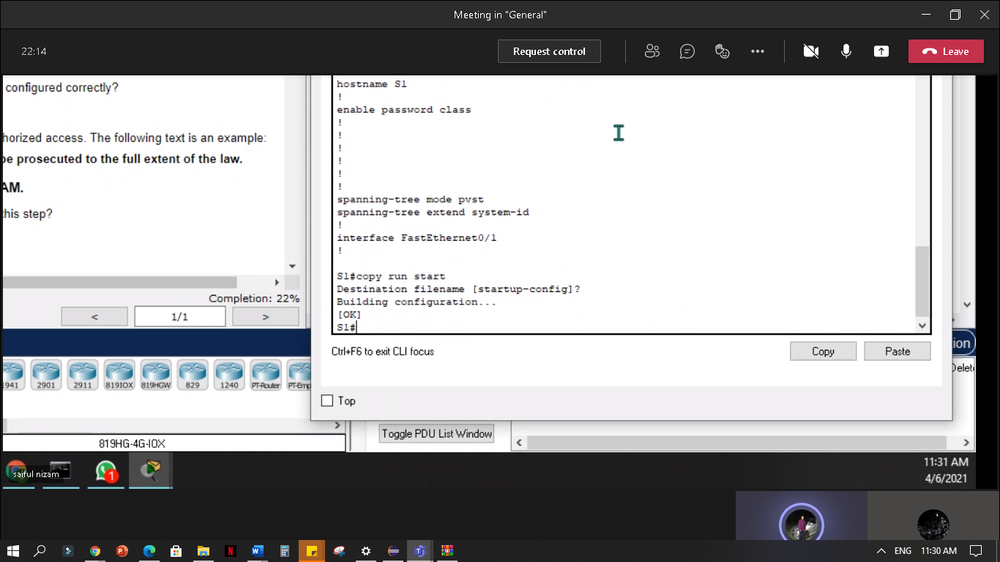 Meeting in "General"
22:14
Request control
Leave
configured correctly?
horized access. The following text is an example:
be prosecuted to the full extent of the law.
AM.
this step?
Completion: 22%
<
1/1
>
hostname S1
!
enable password class
!
!
!
!
!
!
spanning-tree mode pvst
spanning-tree extend system-id
!
interface FastEthernet0/1
!
S1#copy run start
Destination filename [startup-config]?
Building configuration...
[OK]
S1#
Ctrl+F6 to exit CLI focus
Copy
Paste
Top
ion
Delete
1941
2901
2911
819IOX
819HGW
829
1240
PT-Router
PT-Emp
819HG-4G-IOX
Toggle PDU List Window
saiful nizam
1
11:31 AM
4/6/2021
ENG
11:30 AM